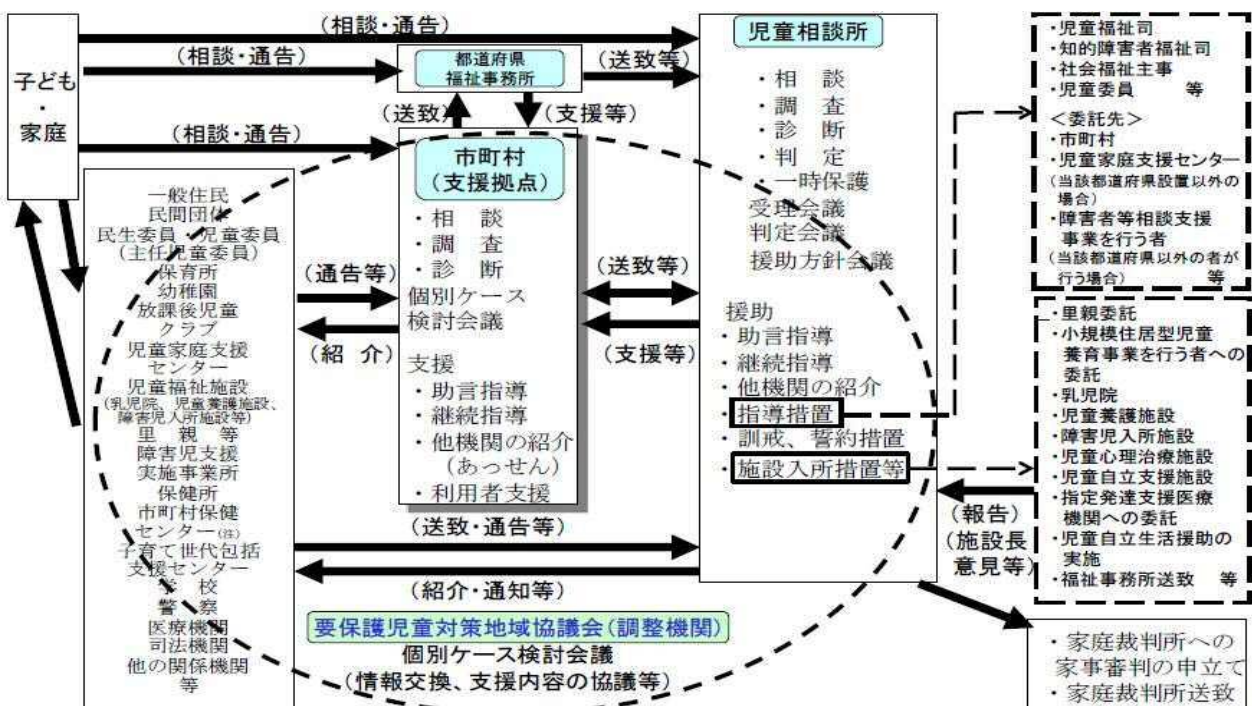 子ども
・
家庭
(相談・通告)
(相談・通告)
(相談・通告)
都道府県
福祉事務所
(送致等)
(送致)
(支援等)
一般住民
民間団体
民生委員・児童委員
(主任児童委員)
保育所
幼稚園
放課後児童
クラブ
児童家庭支援
センター
児童福祉施設
(乳児院、児童養護施設、
障害児入所施設等)
里 親 等
障害児支援
実施事業所
保健所
市町村保健
センター(注)
子育て世代包括
支援センター
学 校
警 察
医療機関
司法機関
他の関係機関
等
(通告等)
(紹 介)
市町村
(支援拠点)
・相 談
・調 査
・診 断
個別ケース
検討会議
支援
・助言指導
・継続指導
・他機関の紹介
(あっせん)
・利用者支援
(送致等)
(支援等)
(送致・通告等)
(紹介・通知等)
要保護児童対策地域協議会(調整機関)
個別ケース検討会議
(情報交換、支援内容の協議等)
児童相談所
・相 談
・調 査
・診 断
・判 定
・一時保護
受理会議
判定会議
援助方針会議
援助
・助言指導
・継続指導
・他機関の紹介
・指導措置
・訓戒、誓約措置
・施設入所措置等
・児童福祉司
・知的障害者福祉司
・社会福祉主事
・児童委員 等
<委託先>
・市町村
・児童家庭支援センター
(当該都道府県設置以外の
場合)
・障害者等相談支援
事業を行う者
(当該都道府県以外の者が
行う場合) 等
・里親委託
・小規模住居型児童
養育事業を行う者への
委託
・乳児院
・児童養護施設
・障害児入所施設
・児童心理治療施設
・児童自立支援施設
・指定発達支援医療
機関への委託
・児童自立生活援助の
実施
・福祉事務所送致 等
(報告)
(施設長
意見等)
・家庭裁判所への
家事審判の申立て
・家庭裁判所送致